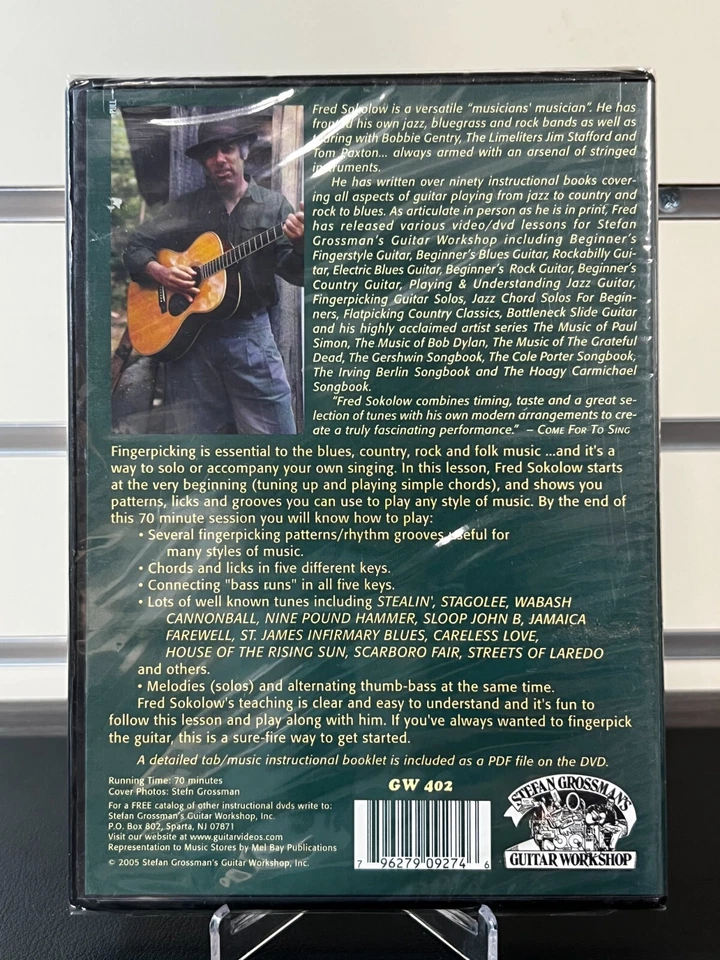 PULL
Fred Sokolow is a versatile "musicians' musician". He has
fronted his own jazz, bluegrass and rock bands as well as
touring with Bobbie Gentry, The Limeliters Jim Stafford and
Tom Paxton... always armed with an arsenal of stringed
instruments.
He has written over ninety instructional books cover-
ing all aspects of guitar playing from jazz to country and
rock to blues. As articulate in person as he is in print, Fred
has released various video/dvd lessons for Stefan
Grossman's Guitar Workshop including Beginner's
Fingerstyle Guitar, Beginner's Blues Guitar, Rockabilly Gui-
tar, Electric Blues Guitar, Beginner's Rock Guitar, Beginner's
Country Guitar, Playing & Understanding Jazz Guitar,
Fingerpicking Guitar Solos, Jazz Chord Solos For Begin-
ners, Flatpicking Country Classics, Bottleneck Slide Guitar
and his highly acclaimed artist series The Music of Paul
Simon, The Music of Bob Dylan, The Music of The Grateful
Dead, The Gershwin Songbook, The Cole Porter Songbook,
The Irving Berlin Songbook and The Hoagy Carmichael
Songbook.
"Fred Sokolow combines timing, taste and a great se-
lection of tunes with his own modern arrangements to cre-
ate a truly fascinating performance." – COME FOR TO SING
Fingerpicking is essential to the blues, country, rock and folk music ...and it's a
way to solo or accompany your own singing. In this lesson, Fred Sokolow starts
at the very beginning (tuning up and playing simple chords), and shows you
patterns, licks and grooves you can use to play any style of music. By the end of
this 70 minute session you will know how to play:
• Several fingerpicking patterns/rhythm grooves useful for
many styles of music.
• Chords and licks in five different keys.
• Connecting "bass runs" in all five keys.
• Lots of well known tunes including STEALIN', STAGOLEE, WABASH
CANNONBALL, NINE POUND HAMMER, SLOOP JOHN B, JAMAICA
FAREWELL, ST. JAMES INFIRMARY BLUES, CARELESS LOVE,
HOUSE OF THE RISING SUN, SCARBORO FAIR, STREETS OF LAREDO
and others.
• Melodies (solos) and alternating thumb-bass at the same time.
Fred Sokolow's teaching is clear and easy to understand and it's fun to
follow this lesson and play along with him. If you've always wanted to fingerpick
the guitar, this is a sure-fire way to get started.
A detailed tab/music instructional booklet is included as a PDF file on the DVD.
Running Time: 70 minutes
Cover Photos: Stefn Grossman
For a FREE catalog of other instructional dvds write to:
Stefan Grossman's Guitar Workshop, Inc.
P.O. Box 802, Sparta, NJ 07871
Visit our website at www.guitarvideos.com
Representation to Music Stores by Mel Bay Publications
© 2005 Stefan Grossman's Guitar Workshop, Inc.
GW 402
7 96279 09274 6
STEFAN GROSSMAN'S
GUITAR WORKSHOP